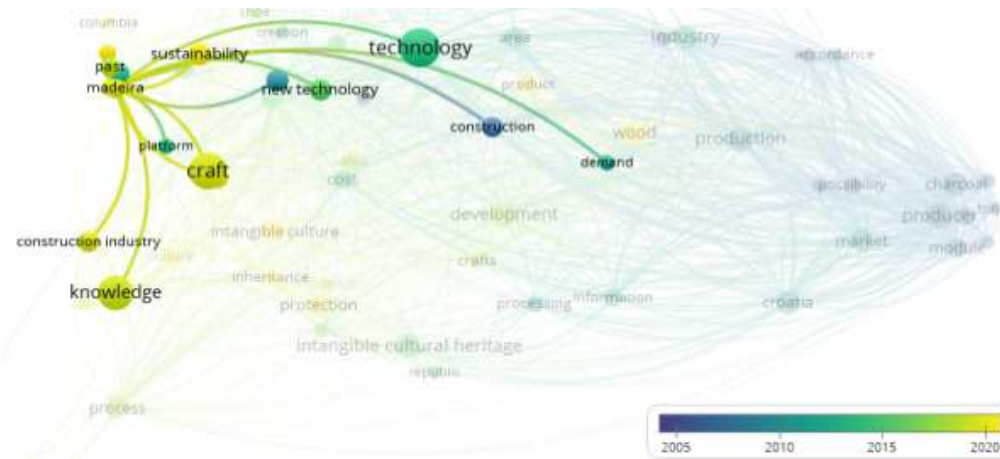 columbia
creation
technology
area
industry
accordance
sustainability
past
madeira
new technology
product
construction
wood
production
platform
demand
craft
cost
possibility
charcoal
development
producer
construction industry
intangible culture
market
module
crafts
inheritance
knowledge
protection
processing
information
croatia
intangible cultural heritage
republic
process
2005
2010
2015
2020